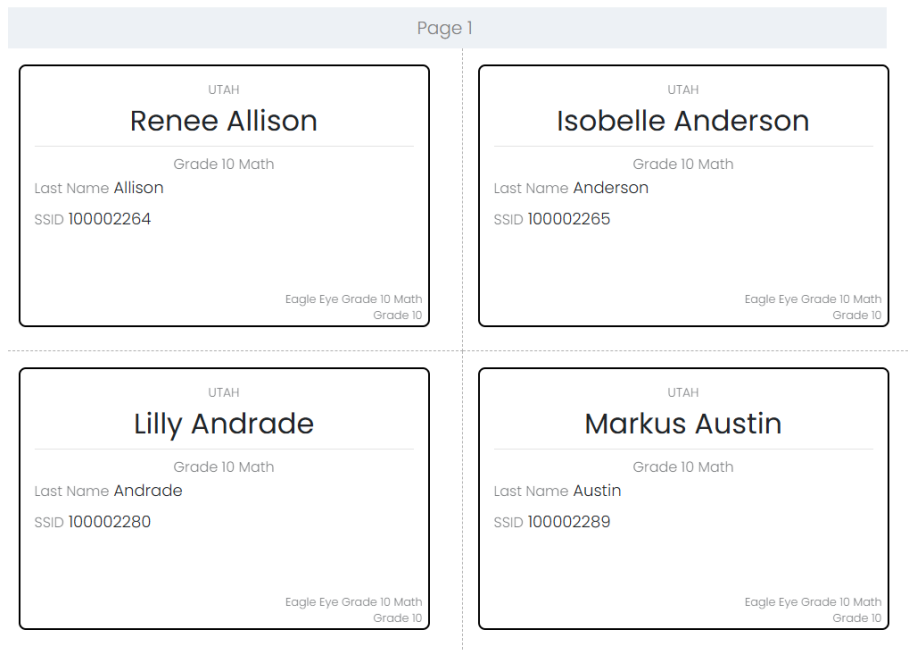 Page 1
UTAH
Renee Allison
Grade 10 Math
Last Name Allison
SSID 100002264
Eagle Eye Grade 10 Math
Grade 10
UTAH
Isobelle Anderson
Grade 10 Math
Last Name Anderson
SSID 100002265
Eagle Eye Grade 10 Math
Grade 10
UTAH
Lilly Andrade
Grade 10 Math
Last Name Andrade
SSID 100002280
Eagle Eye Grade 10 Math
Grade 10
UTAH
Markus Austin
Grade 10 Math
Last Name Austin
SSID 100002289
Eagle Eye Grade 10 Math
Grade 10